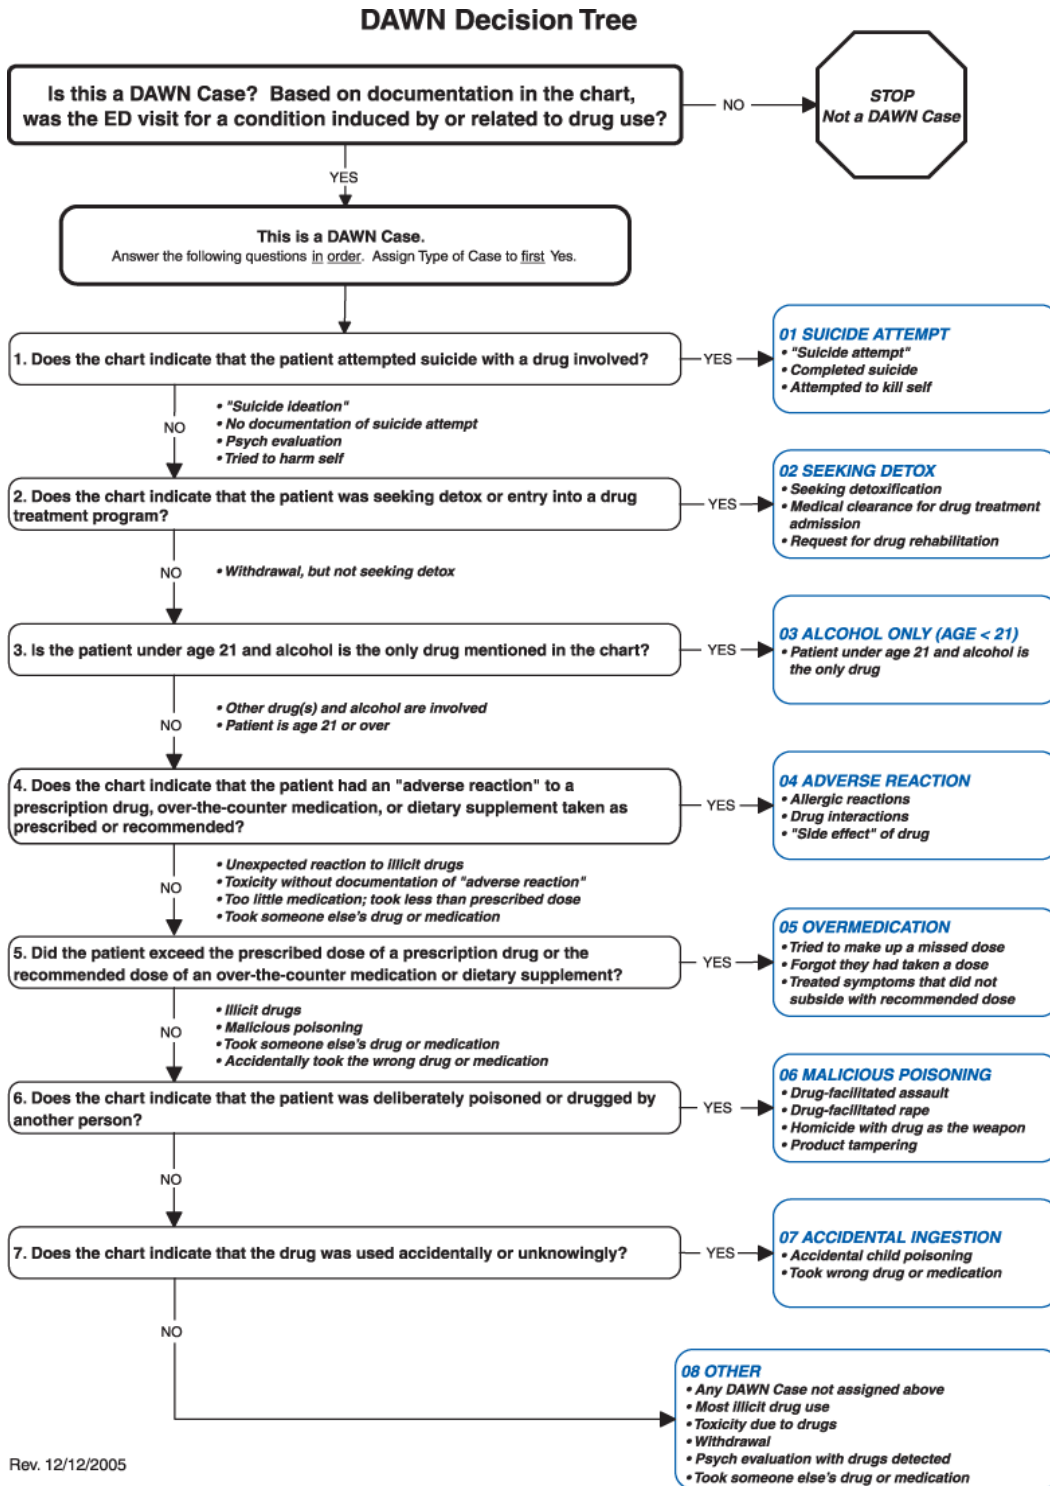 DAWN Decision Tree
Is this a DAWN Case? Based on documentation in the chart,
was the ED visit for a condition induced by or related to drug use?
NO
STOP
Not a DAWN Case
YES
This is a DAWN Case.
Answer the following questions in order. Assign Type of Case to first Yes.
1. Does the chart indicate that the patient attempted suicide with a drug involved?
YES
01 SUICIDE ATTEMPT
• "Suicide attempt"
• Completed suicide
• Attempted to kill self
NO
• "Suicide ideation"
• No documentation of suicide attempt
• Psych evaluation
• Tried to harm self
2. Does the chart indicate that the patient was seeking detox or entry into a drug
treatment program?
YES
02 SEEKING DETOX
• Seeking detoxification
• Medical clearance for drug treatment
admission
• Request for drug rehabilitation
NO
• Withdrawal, but not seeking detox
3. Is the patient under age 21 and alcohol is the only drug mentioned in the chart?
YES
03 ALCOHOL ONLY (AGE < 21)
• Patient under age 21 and alcohol is
the only drug
NO
• Other drug(s) and alcohol are involved
• Patient is age 21 or over
4. Does the chart indicate that the patient had an "adverse reaction" to a
prescription drug, over-the-counter medication, or dietary supplement taken as
prescribed or recommended?
YES
04 ADVERSE REACTION
• Allergic reactions
• Drug interactions
• "Side effect" of drug
NO
• Unexpected reaction to illicit drugs
• Toxicity without documentation of "adverse reaction"
• Too little medication; took less than prescribed dose
• Took someone else's drug or medication
5. Did the patient exceed the prescribed dose of a prescription drug or the
recommended dose of an over-the-counter medication or dietary supplement?
YES
05 OVERMEDICATION
• Tried to make up a missed dose
• Forgot they had taken a dose
• Treated symptoms that did not
subside with recommended dose
NO
• Illicit drugs
• Malicious poisoning
• Took someone else's drug or medication
• Accidentally took the wrong drug or medication
6. Does the chart indicate that the patient was deliberately poisoned or drugged by
another person?
YES
06 MALICIOUS POISONING
• Drug-facilitated assault
• Drug-facilitated rape
• Homicide with drug as the weapon
• Product tampering
NO
7. Does the chart indicate that the drug was used accidentally or unknowingly?
YES
07 ACCIDENTAL INGESTION
• Accidental child poisoning
• Took wrong drug or medication
NO
08 OTHER
• Any DAWN Case not assigned above
• Most illicit drug use
• Toxicity due to drugs
• Withdrawal
• Psych evaluation with drugs detected
• Took someone else's drug or medication
Rev. 12/12/2005